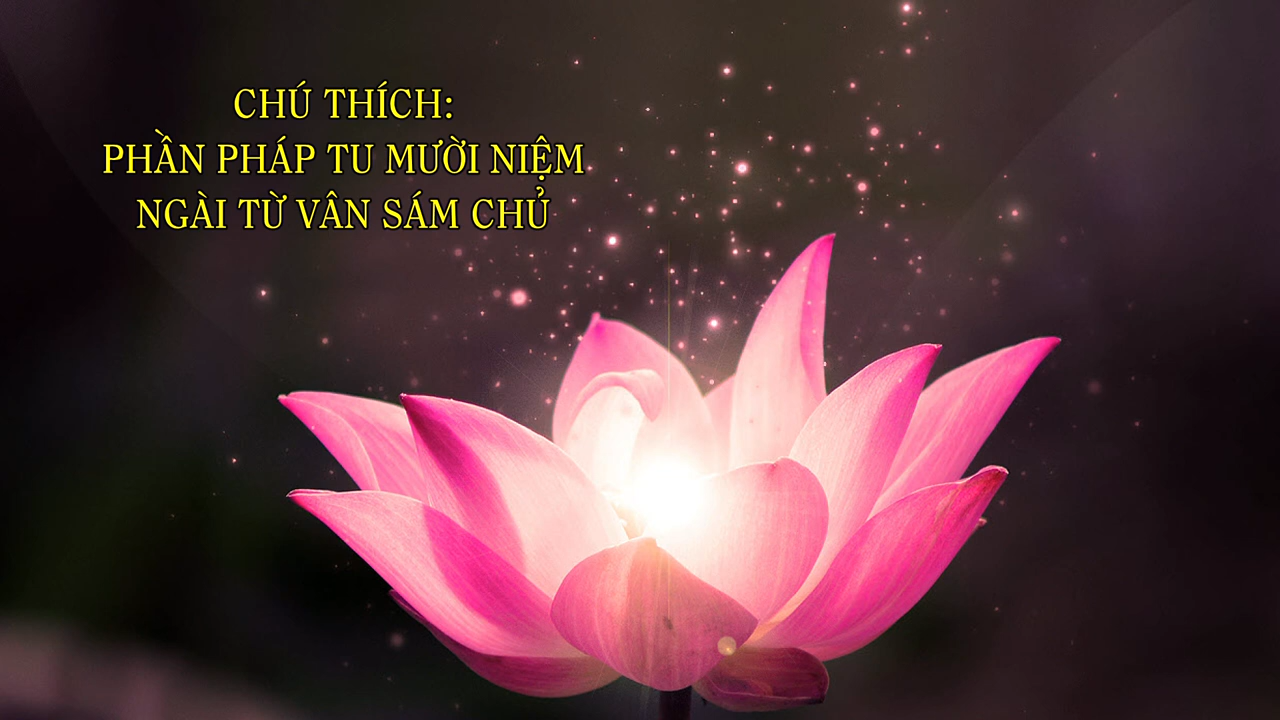 CHÚ THÍCH:
PHẦN PHÁP TU MƯỜI NIỆM
NGÀI TỪ VÂN SÁM CHỦ